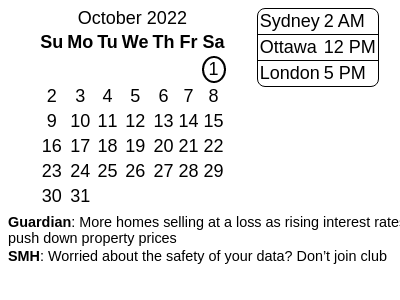 October 2022
Su Mo Tu We Th Fr Sa
1
2 3 4 5 6 7 8
9 10 11 12 13 14 15
16 17 18 19 20 21 22
23 24 25 26 27 28 29
30 31
Sydney 2 AM
Ottawa 12 PM
London 5 PM
Guardian: More homes selling at a loss as rising interest rate
push down property prices
SMH: Worried about the safety of your data? Don’t join club